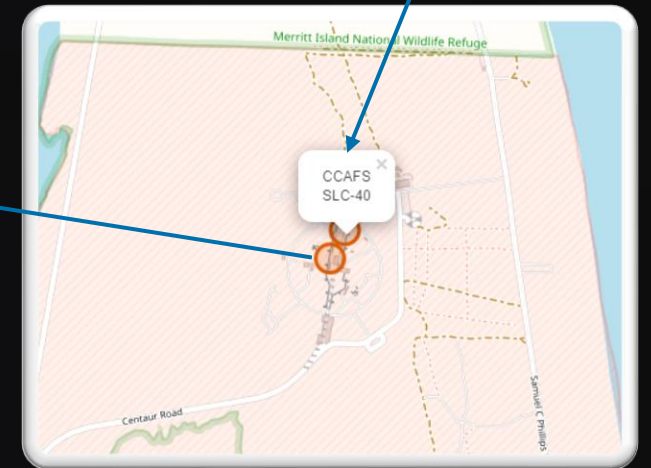 Merritt Island National Wildlife Refuge
×
CCAFS
SLC-40
Centaur Road
Samuel C Phillips